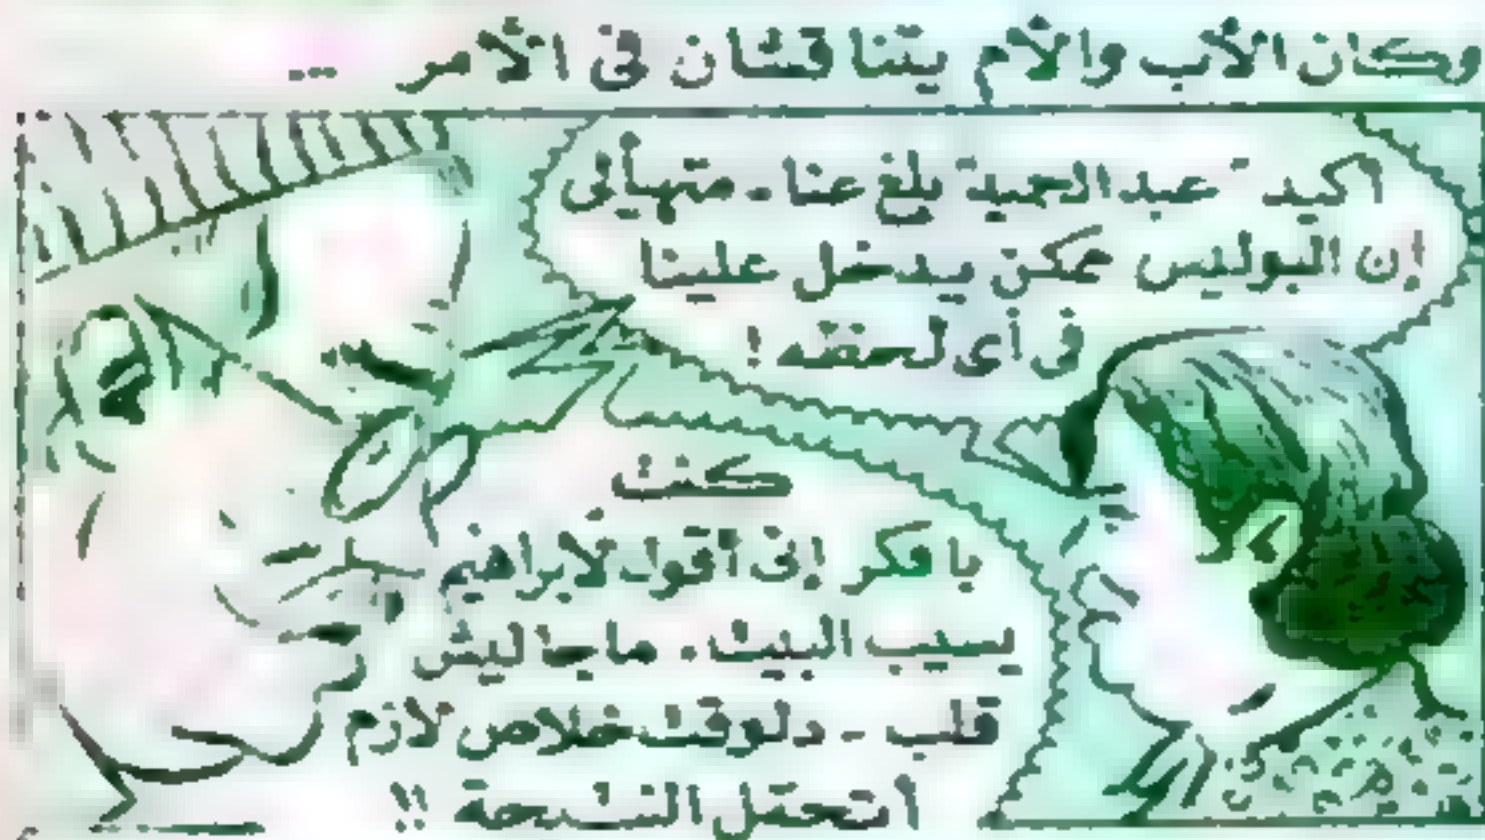 وكان الأب والأم يتناقشان فى الأمر ...
أكيد "عبد الحميد" بلغ عنا - متهيألى
إن البوليس ممكن يدخل علينا
فى أى لحظه !
كنت
بافكر إنى أقول لإبراهيم
يسيب البيت . ماجاليش
قلب - دلوقت خلاص لازم
أتحمل النتيجة !!